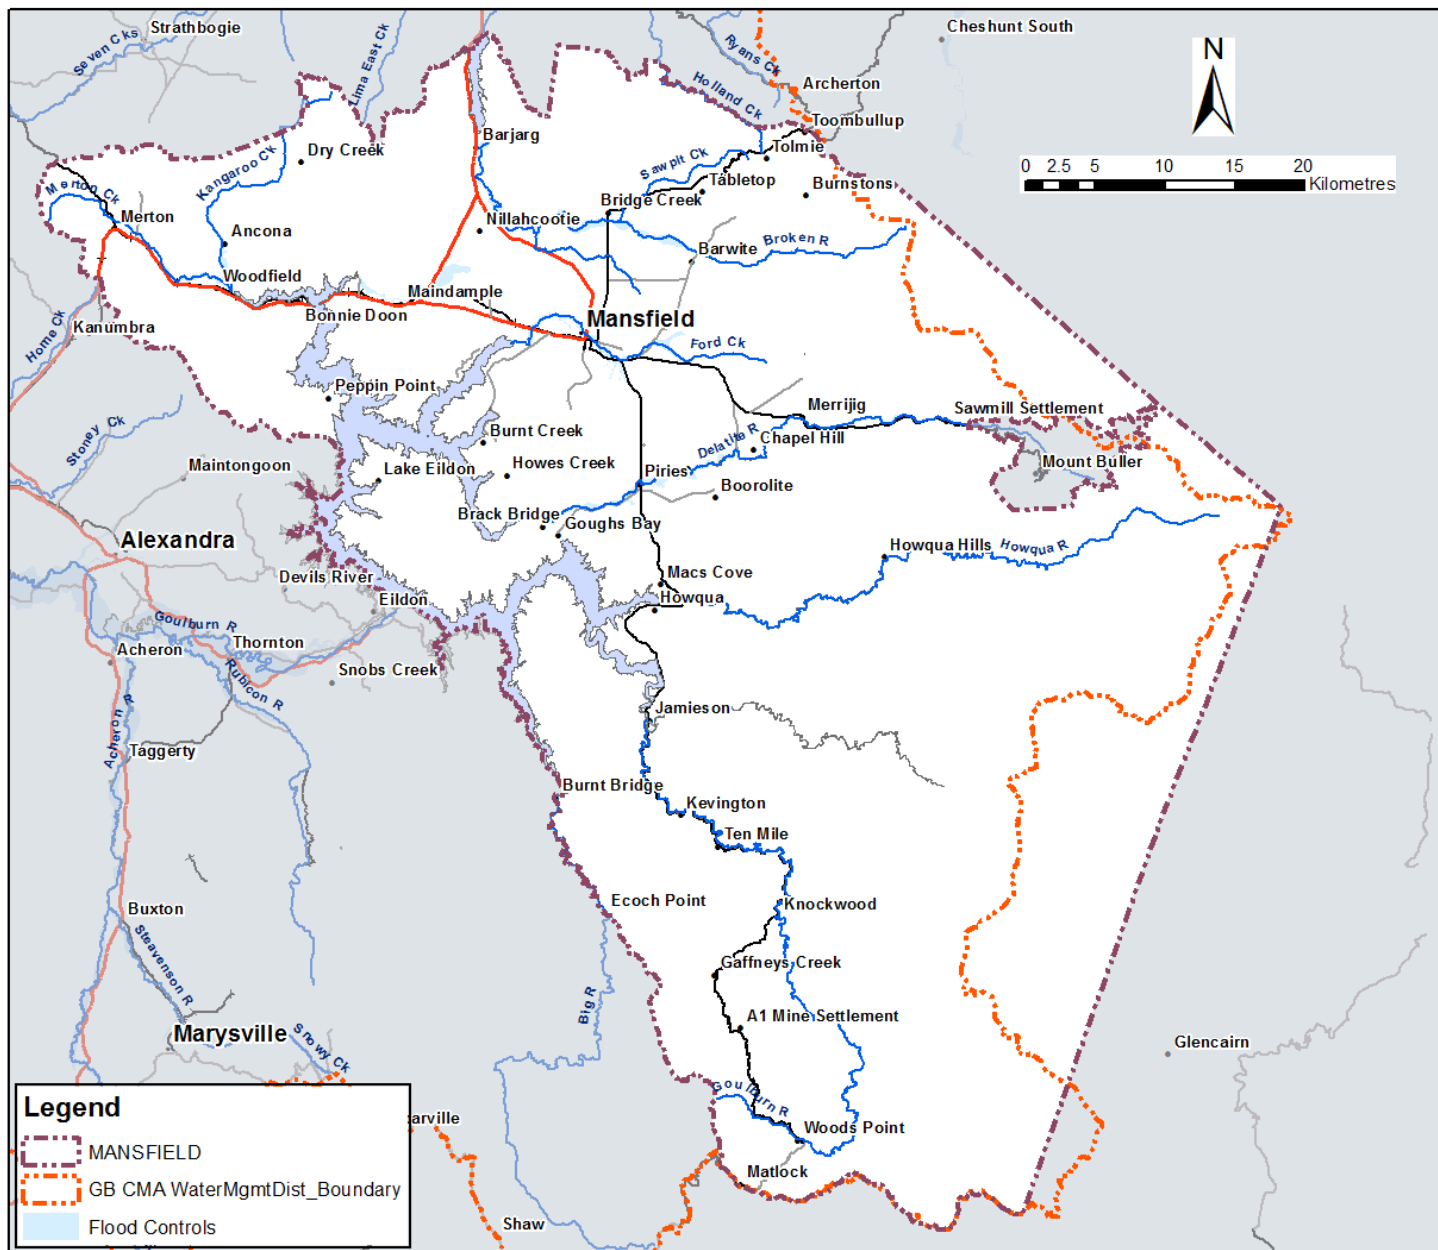 Strathbogie
Seven Cks
Lima East Ck
Ryans Ck
Cheshunt South
N
Holland Ck
Archerton
Toombullup
Barjarg
Dry Creek
Kangaroo Ck
Tolmie
Sawpit Ck
Tabletop
Burnstons
0 2.5 5 10 15 20
Kilometres
Merton Ck
Merton
Bridge Creek
Nillahcootie
Ancona
Barwite
Broken R
Woodfield
Maindample
Bonnie Doon
Mansfield
Kanumbra
Home Ck
Ford Ck
Peppin Point
Merrijig
Sawmill Settlement
Stoney Ck
Burnt Creek
Delatite R
Chapel Hill
Maintongoon
Lake Eildon
Howes Creek
Piries
Mount Buller
Boorolite
Brack Bridge
Goughs Bay
Alexandra
Howqua Hills
Howqua R
Devils River
Macs Cove
Eildon
Howqua
Goulburn R
Thornton
Acheron
Snobs Creek
Rubicon R
Jamieson
Acheron R
Taggerty
Burnt Bridge
Kevington
Ten Mile
Ecoch Point
Knockwood
Buxton
Steavenson R
Gaffneys Creek
Big R
A1 Mine Settlement
Marysville
Snowy Ck
Glencairn
Goulburn R
Woods Point
arville
Matlock
Shaw
Legend
MANSFIELD
GB CMA WaterMgmtDist_Boundary
Flood Controls